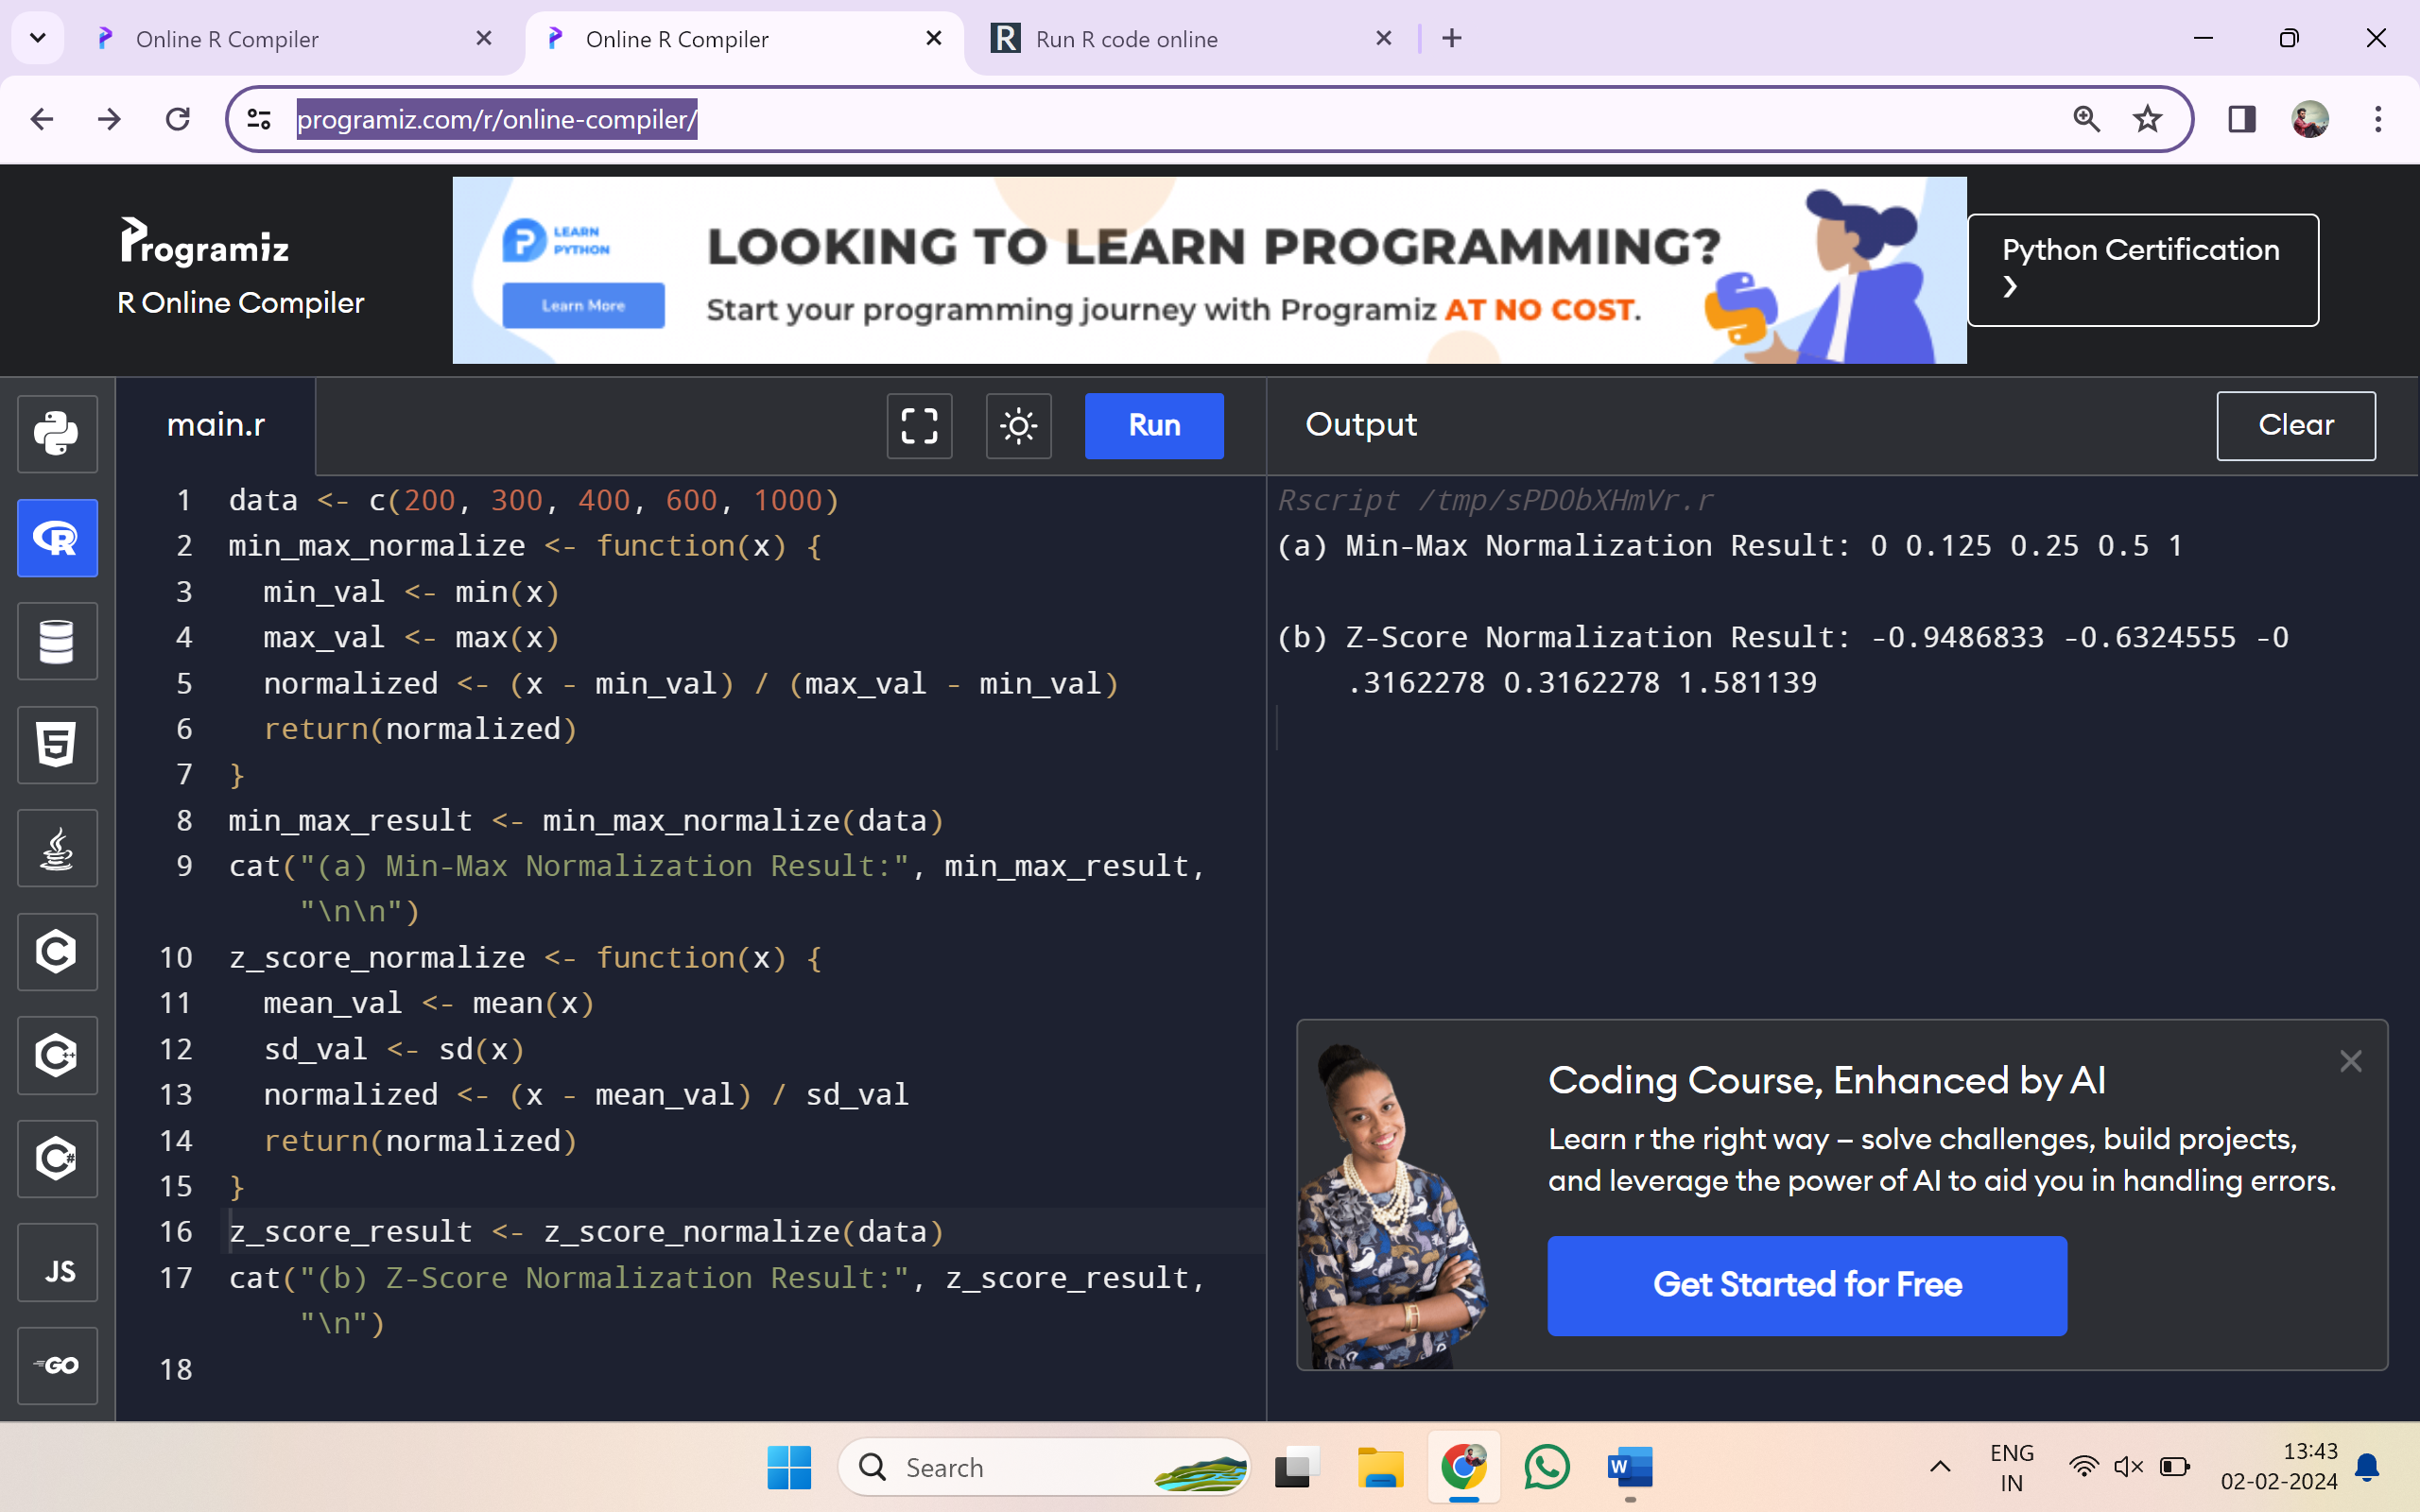 Online R Compiler
Online R Compiler
R Run R code online
programiz.com/r/online-compiler/
Programiz
R Online Compiler
LEARN
PYTHON
Learn More
LOOKING TO LEARN PROGRAMMING?
Start your programming journey with Programiz AT NO COST.
Python Certification
main.r
Run
Output
Clear
1 data <- c(200, 300, 400, 600, 1000)
2 min_max_normalize <- function(x) {
3 min_val <- min(x)
4 max_val <- max(x)
5 normalized <- (x - min_val) / (max_val - min_val)
6 return(normalized)
7 }
8 min_max_result <- min_max_normalize(data)
9 cat("(a) Min-Max Normalization Result:", min_max_result,
"\n\n")
10 z_score_normalize <- function(x) {
11 mean_val <- mean(x)
12 sd_val <- sd(x)
13 normalized <- (x - mean_val) / sd_val
14 return(normalized)
15 }
16 z_score_result <- z_score_normalize(data)
17 cat("(b) Z-Score Normalization Result:", z_score_result,
"\n")
18
Rscript /tmp/sPDObXHmVr.r
(a) Min-Max Normalization Result: 0 0.125 0.25 0.5 1
(b) Z-Score Normalization Result: -0.9486833 -0.6324555 -0
.3162278 0.3162278 1.581139
Coding Course, Enhanced by AI
Learn r the right way – solve challenges, build projects,
and leverage the power of AI to aid you in handling errors.
Get Started for Free
R
5
C
C++
C#
JS
GO
Search
W
ENG
IN
13:43
02-02-2024